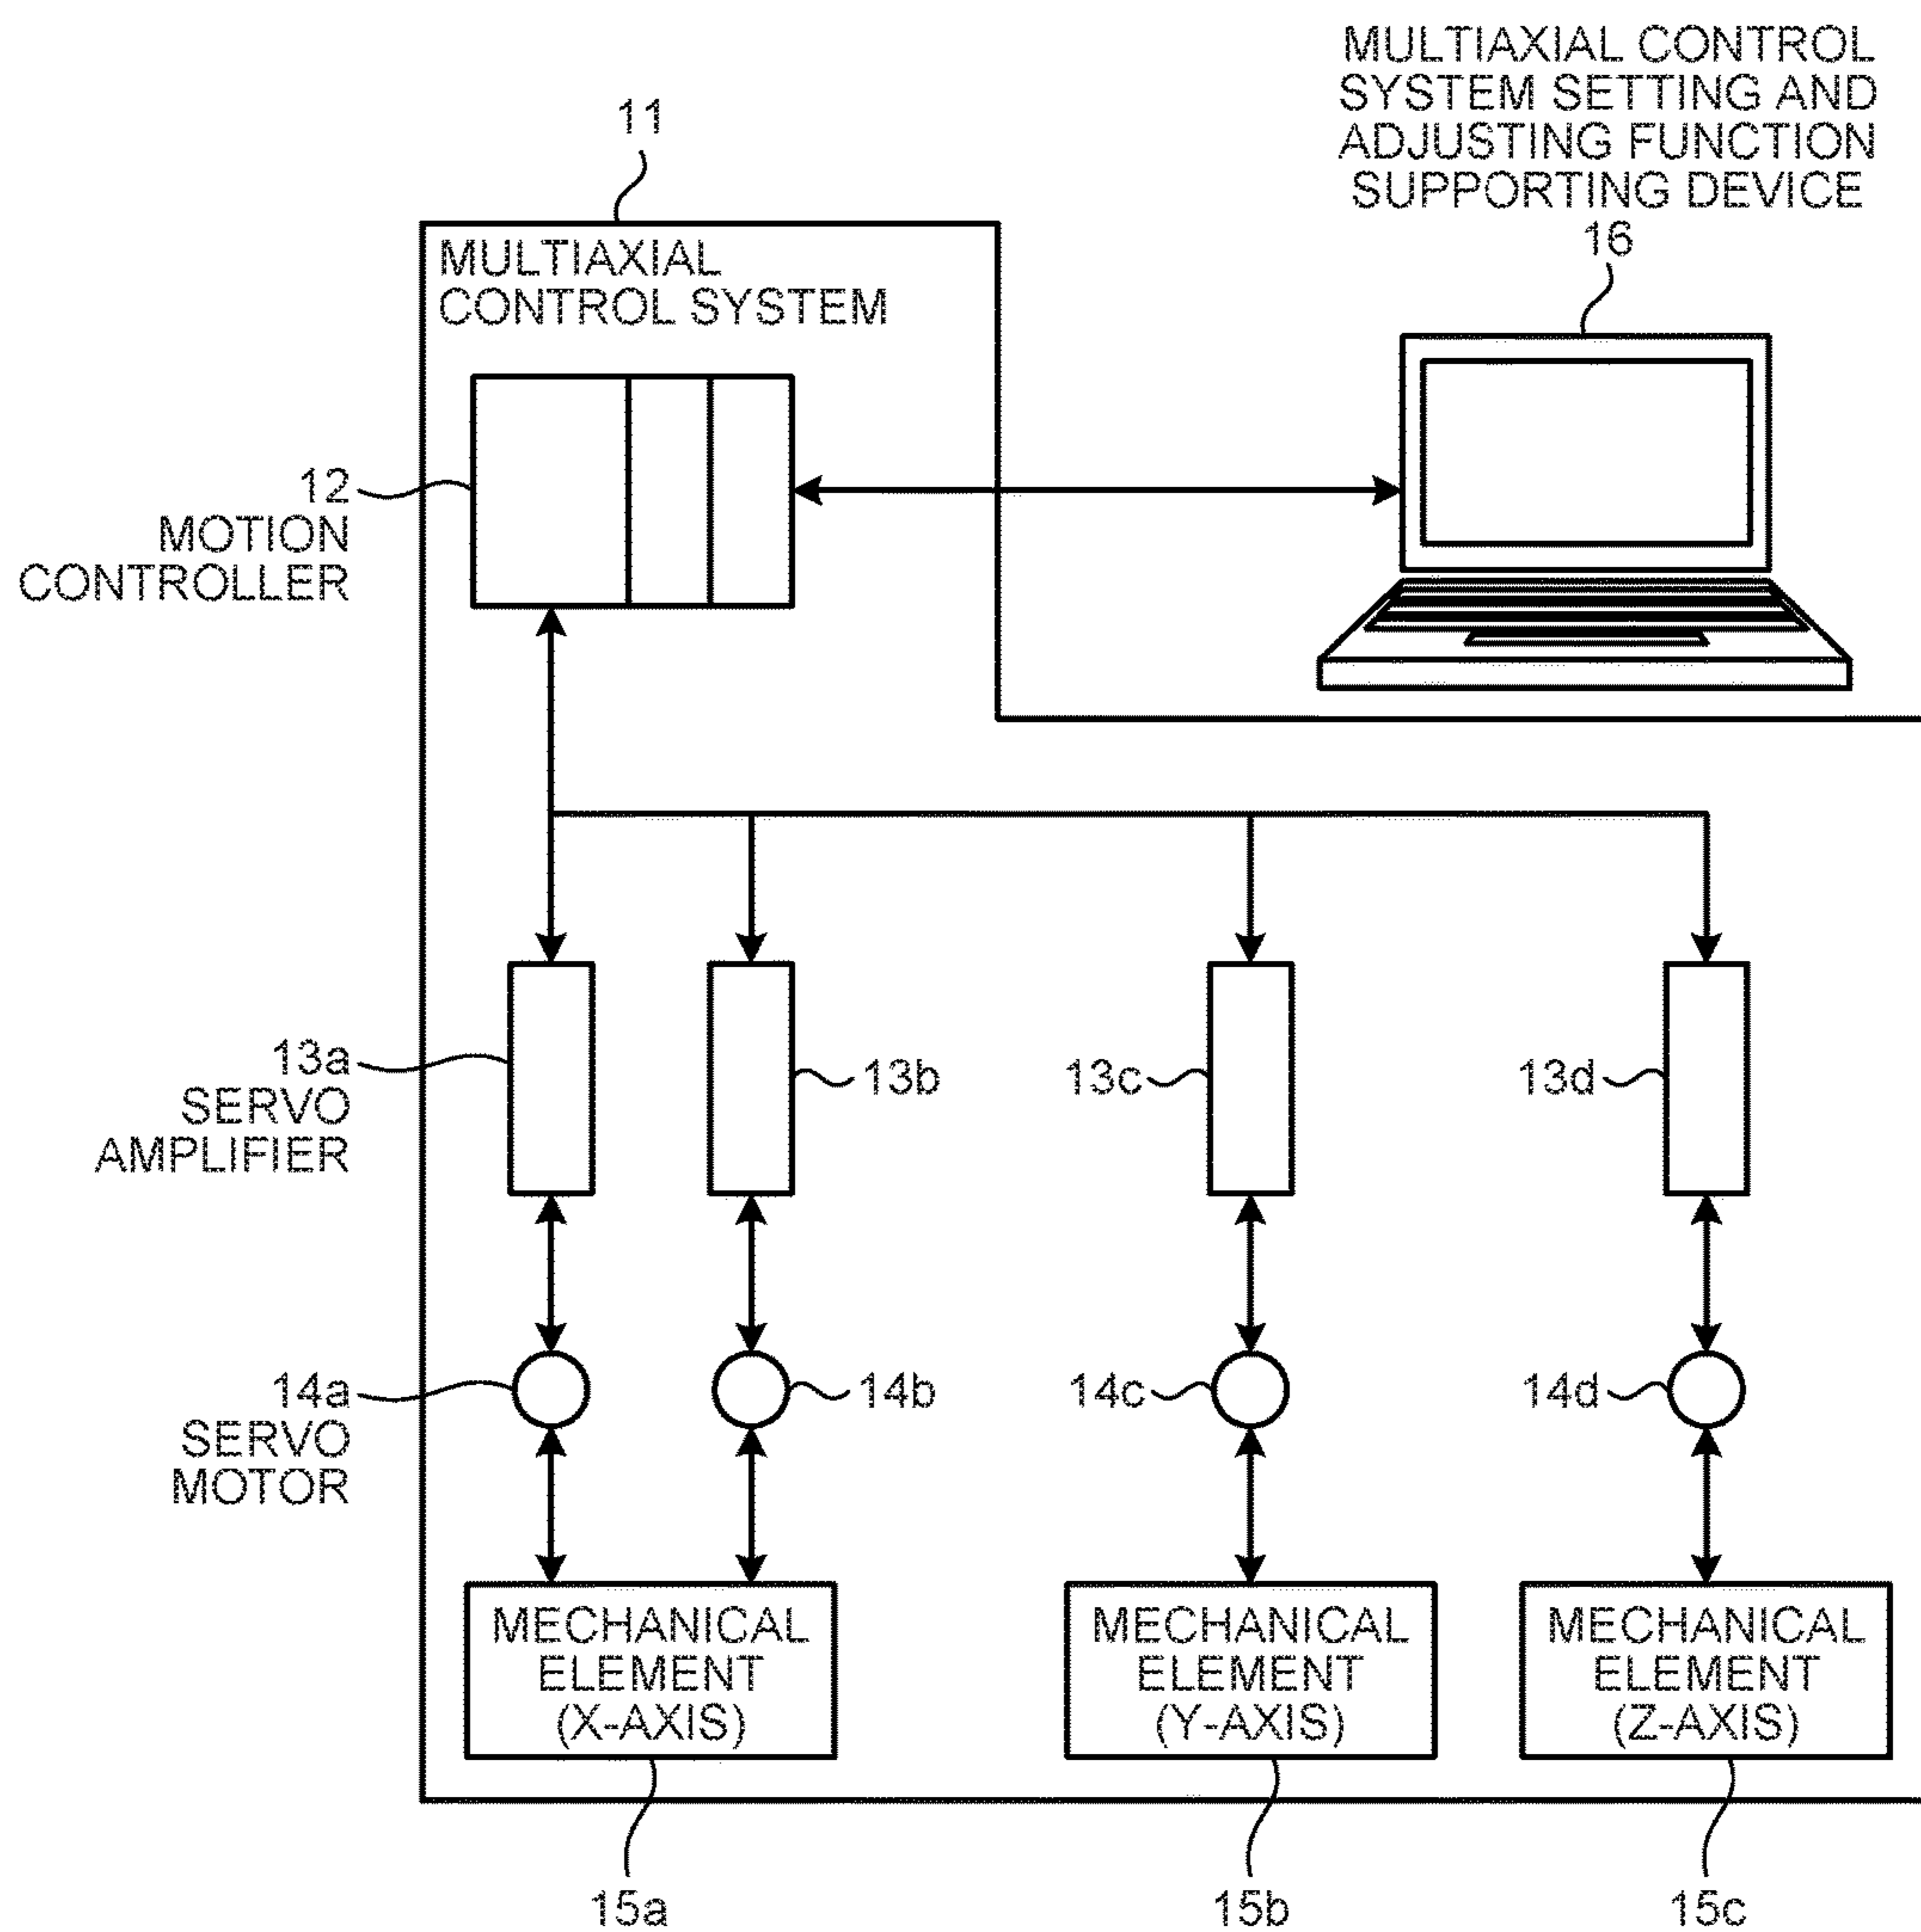 MULTIAXIAL CONTROL
SYSTEM SETTING AND
ADJUSTING FUNCTION
SUPPORTING DEVICE
16
11
MULTIAXIAL
CONTROL SYSTEM
12
MOTION
CONTROLLER
13a
SERVO
AMPLIFIER
13b
13c
13d
14a
SERVO
MOTOR
14b
14c
14d
MECHANICAL
ELEMENT
(X-AXIS)
MECHANICAL
ELEMENT
(Y-AXIS)
MECHANICAL
ELEMENT
(Z-AXIS)
15a
15b
15c